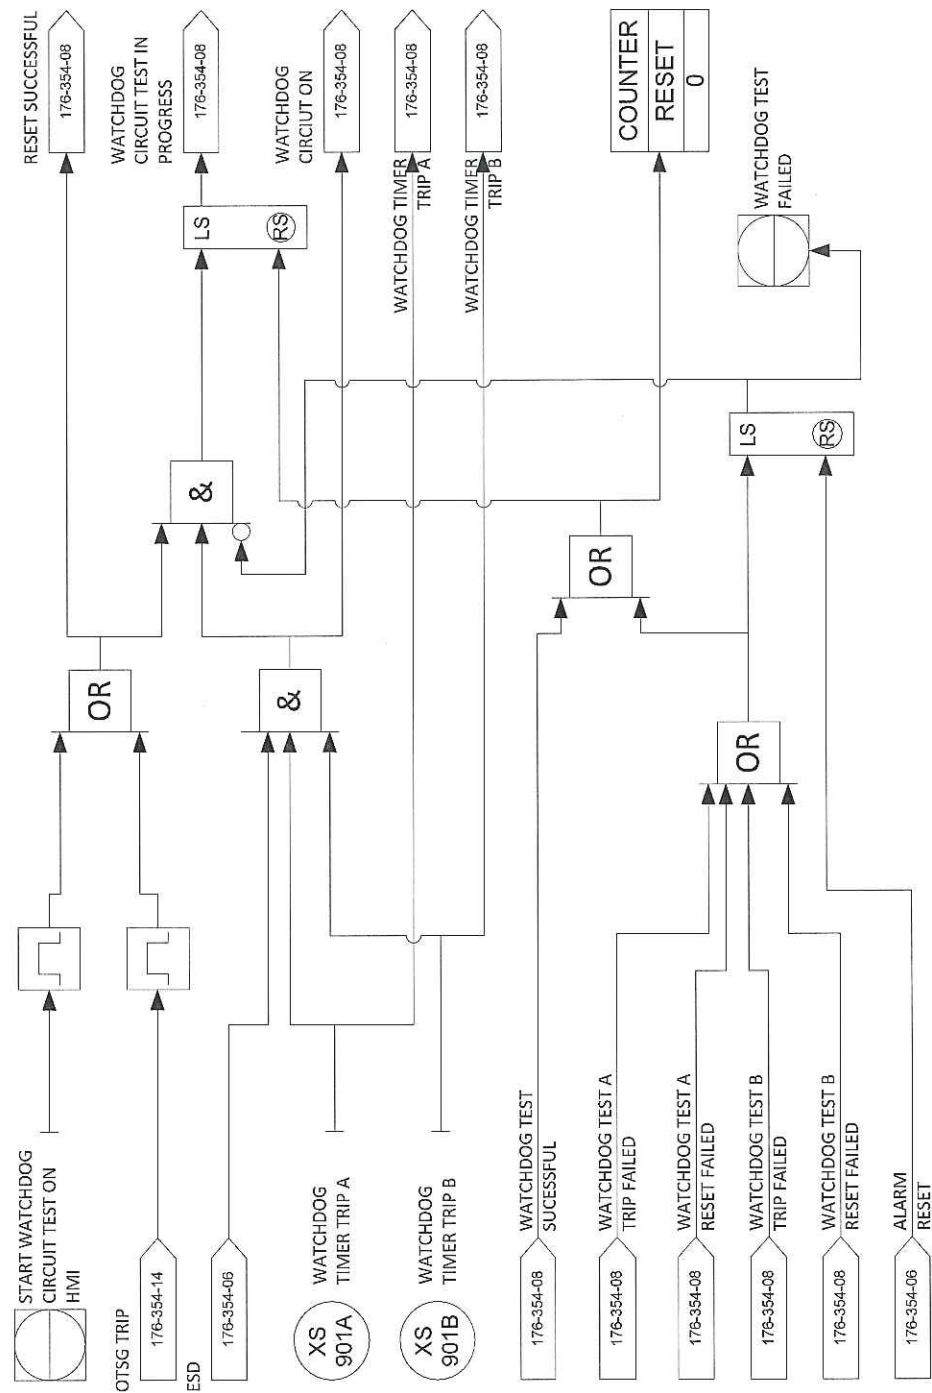 START WATCHDOG
CIRCUIT TEST ON
HMI
OTSG TRIP
176-354-14
ESD
176-354-06
XS
901A
WATCHDOG
TIMER TRIP A
XS
901B
WATCHDOG
TIMER TRIP B
176-354-08
WATCHDOG TEST
SUCESSFUL
176-354-08
WATCHDOG TEST A
TRIP FAILED
176-354-08
WATCHDOG TEST A
RESET FAILED
176-354-08
WATCHDOG TEST B
TRIP FAILED
176-354-08
WATCHDOG TEST B
RESET FAILED
176-354-06
ALARM
RESET
OR
&
OR
&
OR
LS
RS
LS
RS
RESET SUCCESSFUL
176-354-08
WATCHDOG
CIRCUIT TEST IN
PROGRESS
176-354-08
WATCHDOG
CIRCIUT ON
176-354-08
WATCHDOG TIMER
TRIP A
176-354-08
WATCHDOG TIMER
TRIP B
176-354-08
COUNTER
RESET
0
WATCHDOG TEST
FAILED